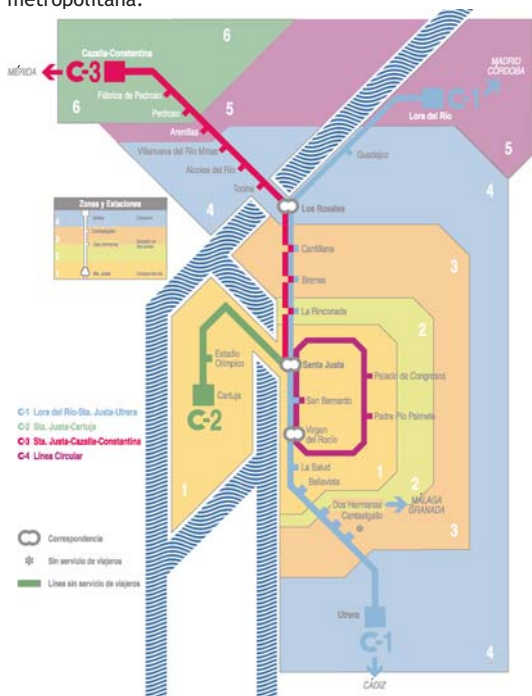 metropolitana.
6
Cazalla-Constantina
MÉRIDA
C-3
MADRID
CÓRDOBA
C-1
Fábrica de Pedroso
6
5
Lora del Río
Pedroso
Arenillas
Guadajoz
5
Villanueva del Río Minas
Alcolea del Río
4
4
Tocina
Zonas y Estaciones
Los Rosales
Cantillana
3
Brenes
La Rinconada
2
1
Estadio
Olímpico
Santa Justa
Palacio de Congresos
Cartuja
San Bernardo
C-2
Padre Pío Palmete
C-1 Lora del Río-Sta. Justa-Utrera
C-2 Sta. Justa-Cartuja
C-3 Sta. Justa-Cazalla-Constantina
C-4 Línea Circular
Virgen
del Rocío
La Salud
1
Bellavista
1
2
Dos Hermanas
MÁLAGA
GRANADA
Cantaelgallo
3
Correspondencia
Sin servicio de viajeros
Línea sin servicio de viajeros
Utrera
C-1
4
CÁDIZ